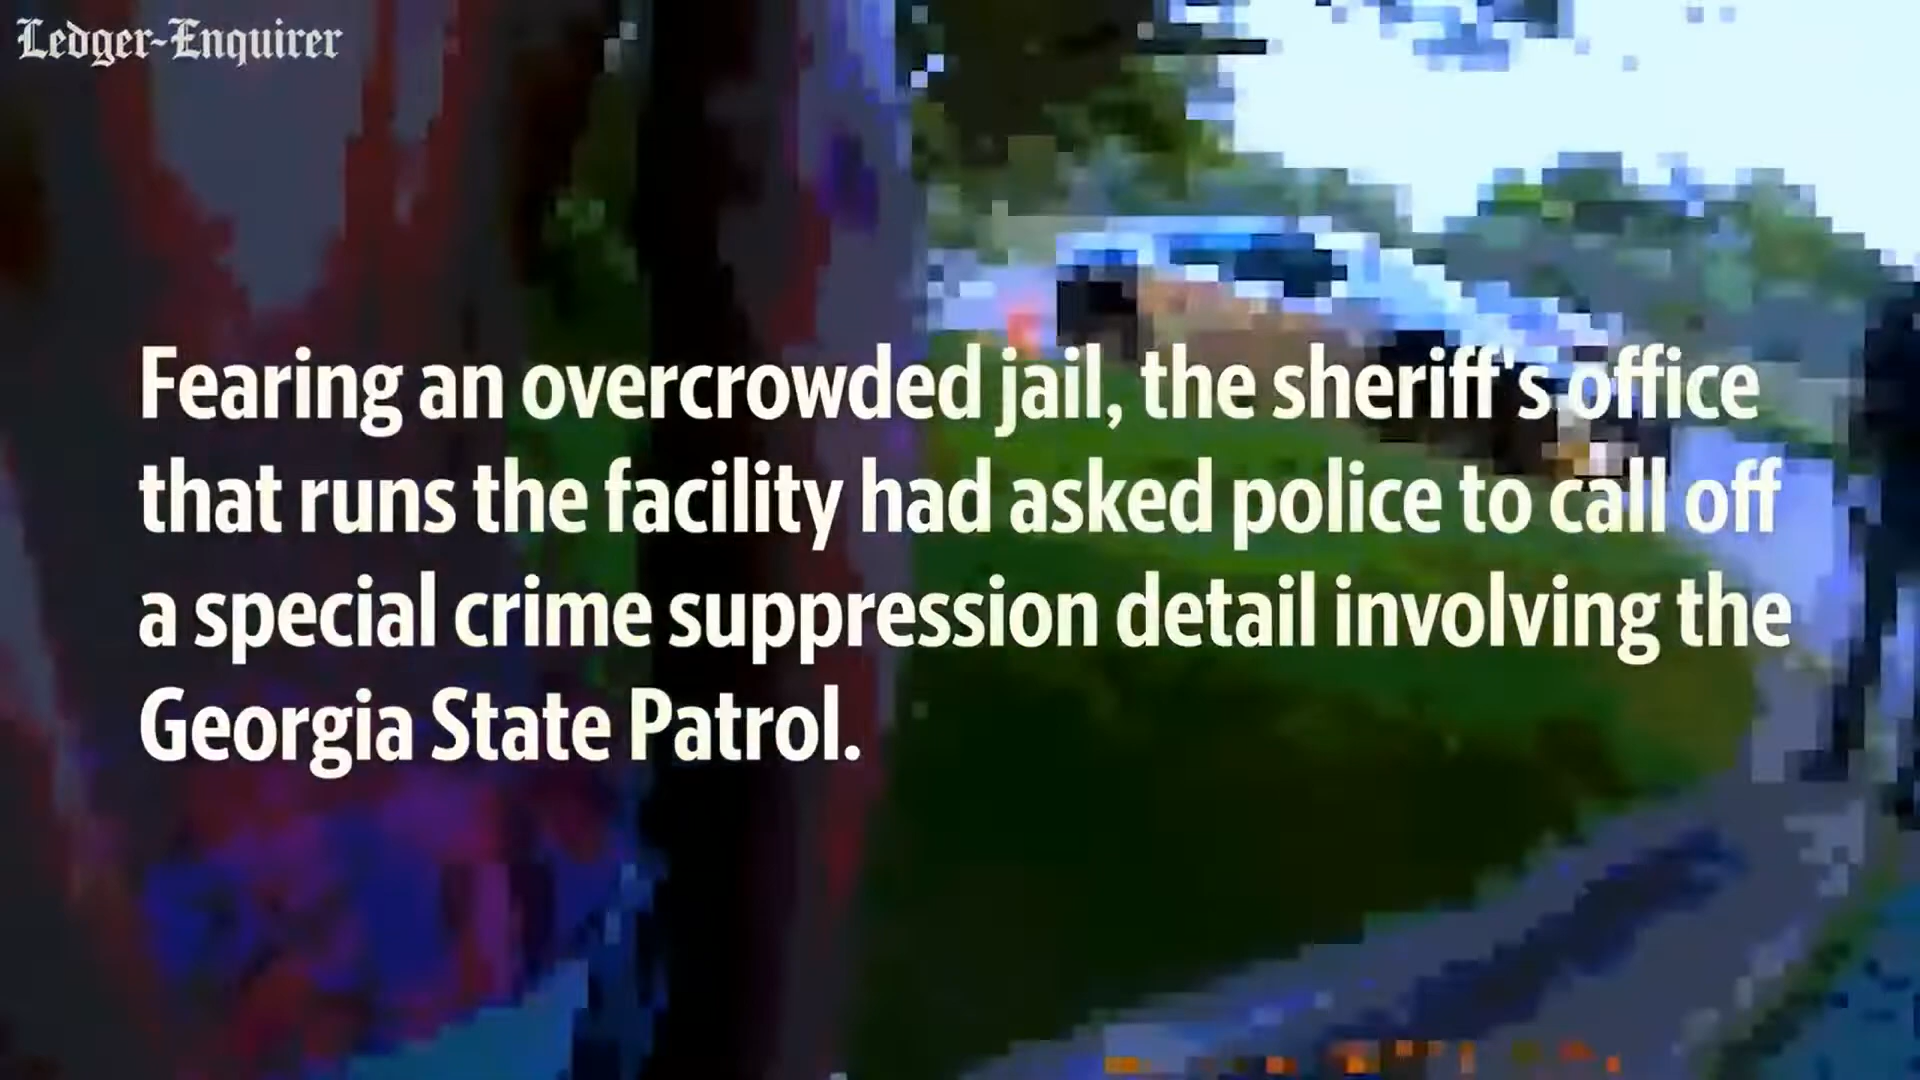 Ledger-Enquirer
Fearing an overcrowded jail, the sheriff's office
that runs the facility had asked police to call off
a special crime suppression detail involving the
Georgia State Patrol.